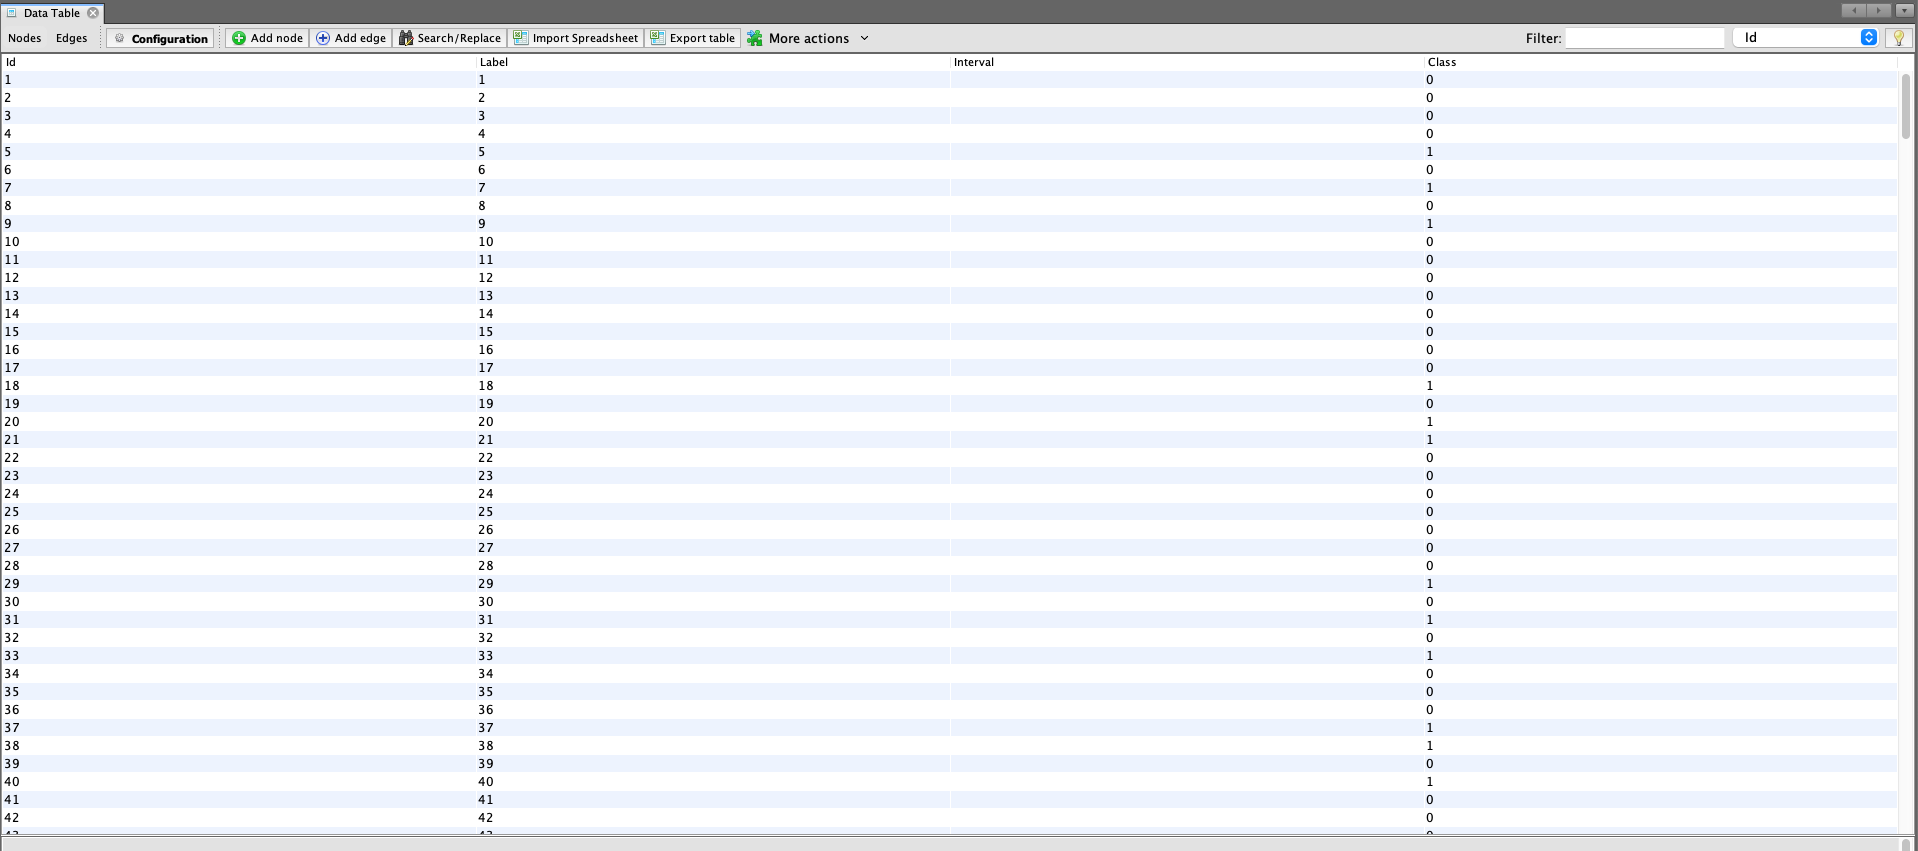 Data Table
Nodes Edges Configuration Add node Add edge Search/Replace Import Spreadsheet Export table More actions Filter: Id
Id Label Interval Class
1 1 0
2 2 0
3 3 0
4 4 0
5 5 1
6 6 0
7 7 1
8 8 0
9 9 1
10 10 0
11 11 0
12 12 0
13 13 0
14 14 0
15 15 0
16 16 0
17 17 0
18 18 1
19 19 0
20 20 1
21 21 1
22 22 0
23 23 0
24 24 0
25 25 0
26 26 0
27 27 0
28 28 0
29 29 1
30 30 0
31 31 1
32 32 0
33 33 1
34 34 0
35 35 0
36 36 0
37 37 1
38 38 1
39 39 0
40 40 1
41 41 0
42 42 0